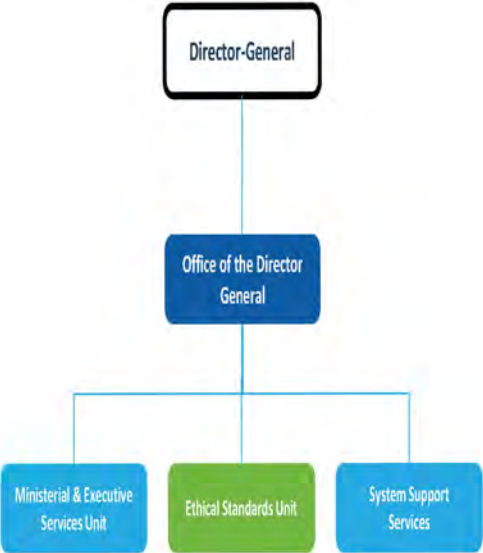 Director-General
Office of the Director
General
Ministerial & Executive
Services Unit
Ethical Standards Unit
System Support
Services